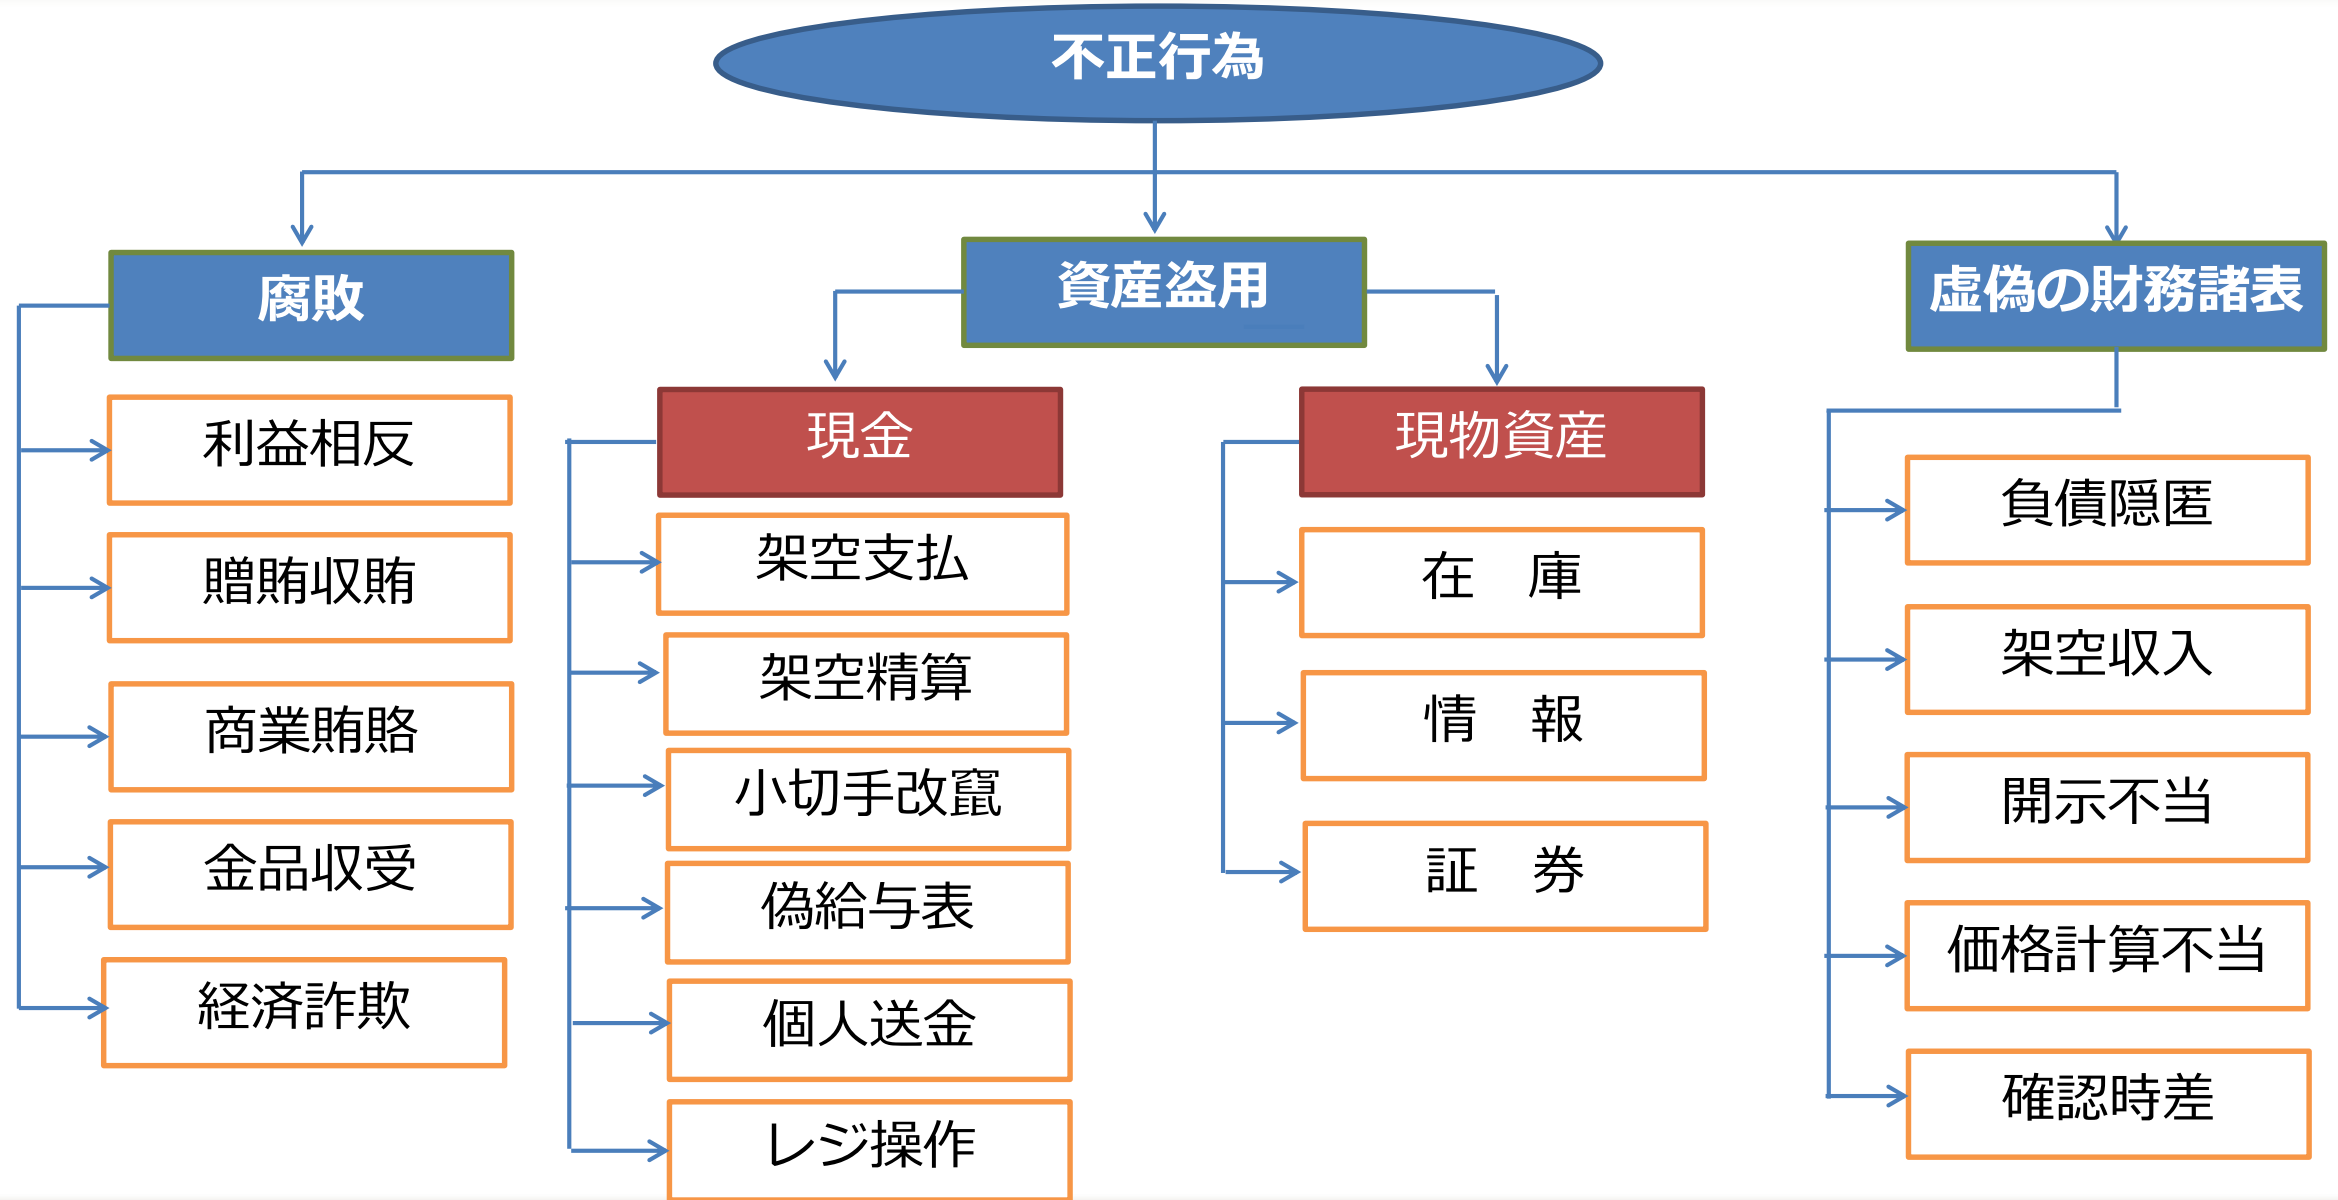 不正行為
腐敗
資産盗用
虚偽の財務諸表
利益相反
贈賄収賄
商業賄賂
金品収受
経済詐欺
現金
架空支払
架空精算
小切手改竄
偽給与表
個人送金
レジ操作
現物資産
在　庫
情　報
証　券
負債隠匿
架空収入
開示不当
価格計算不当
確認時差